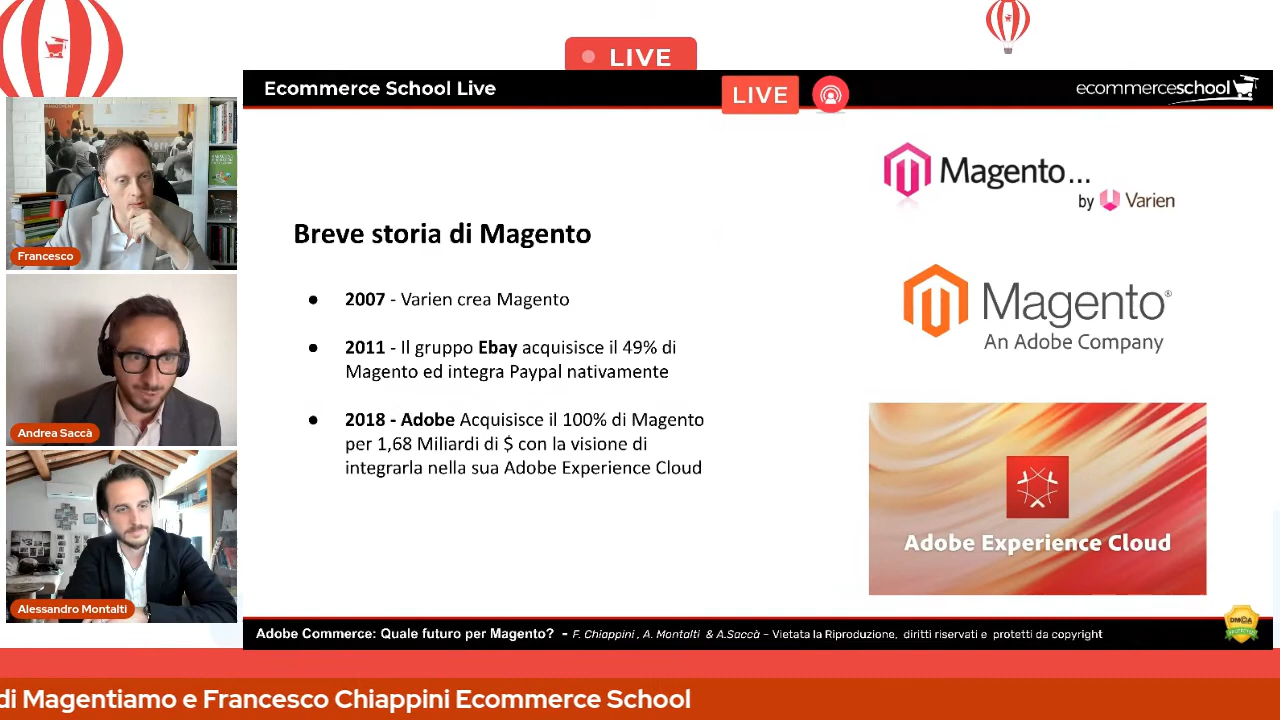 LIVE
Ecommerce School Live
LIVE
ecommerceschool
Magento...
by Varien
Breve storia di Magento
2007 - Varien crea Magento
2011 - Il gruppo Ebay acquisisce il 49% di
Magento ed integra Paypal nativamente
2018 - Adobe Acquisisce il 100% di Magento
per 1,68 Miliardi di $ con la visione di
integrarla nella sua Adobe Experience Cloud
Magento®
An Adobe Company
Adobe Experience Cloud
Francesco
Andrea Saccà
Alessandro Montalti
Adobe Commerce: Quale futuro per Magento? - F. Chiappini , A. Montalti & A.Saccà – Vietata la Riproduzione, diritti riservati e protetti da copyright
DMCA
di Magentiamo e Francesco Chiappini Ecommerce School